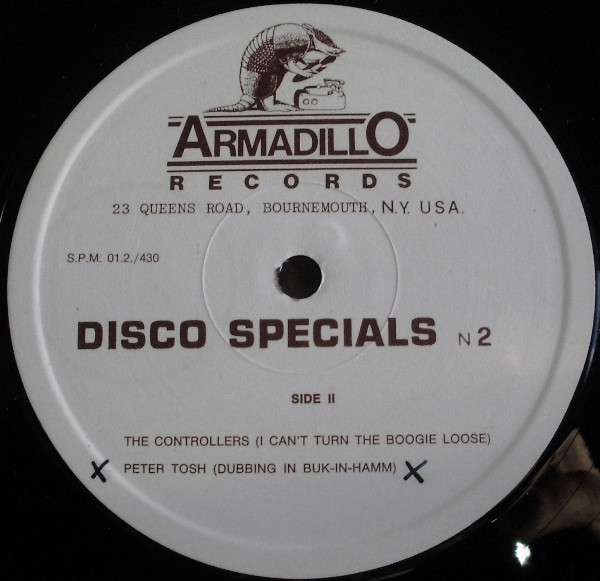 ARMADILLO
RECORDS
23 QUEENS ROAD, BOURNEMOUTH, N.Y. USA.
S.P.M. 01.2./430
DISCO SPECIALS N2
SIDE II
THE CONTROLLERS (I CAN'T TURN THE BOOGIE LOOSE)
X PETER TOSH (DUBBING IN BUK-IN-HAMM) X